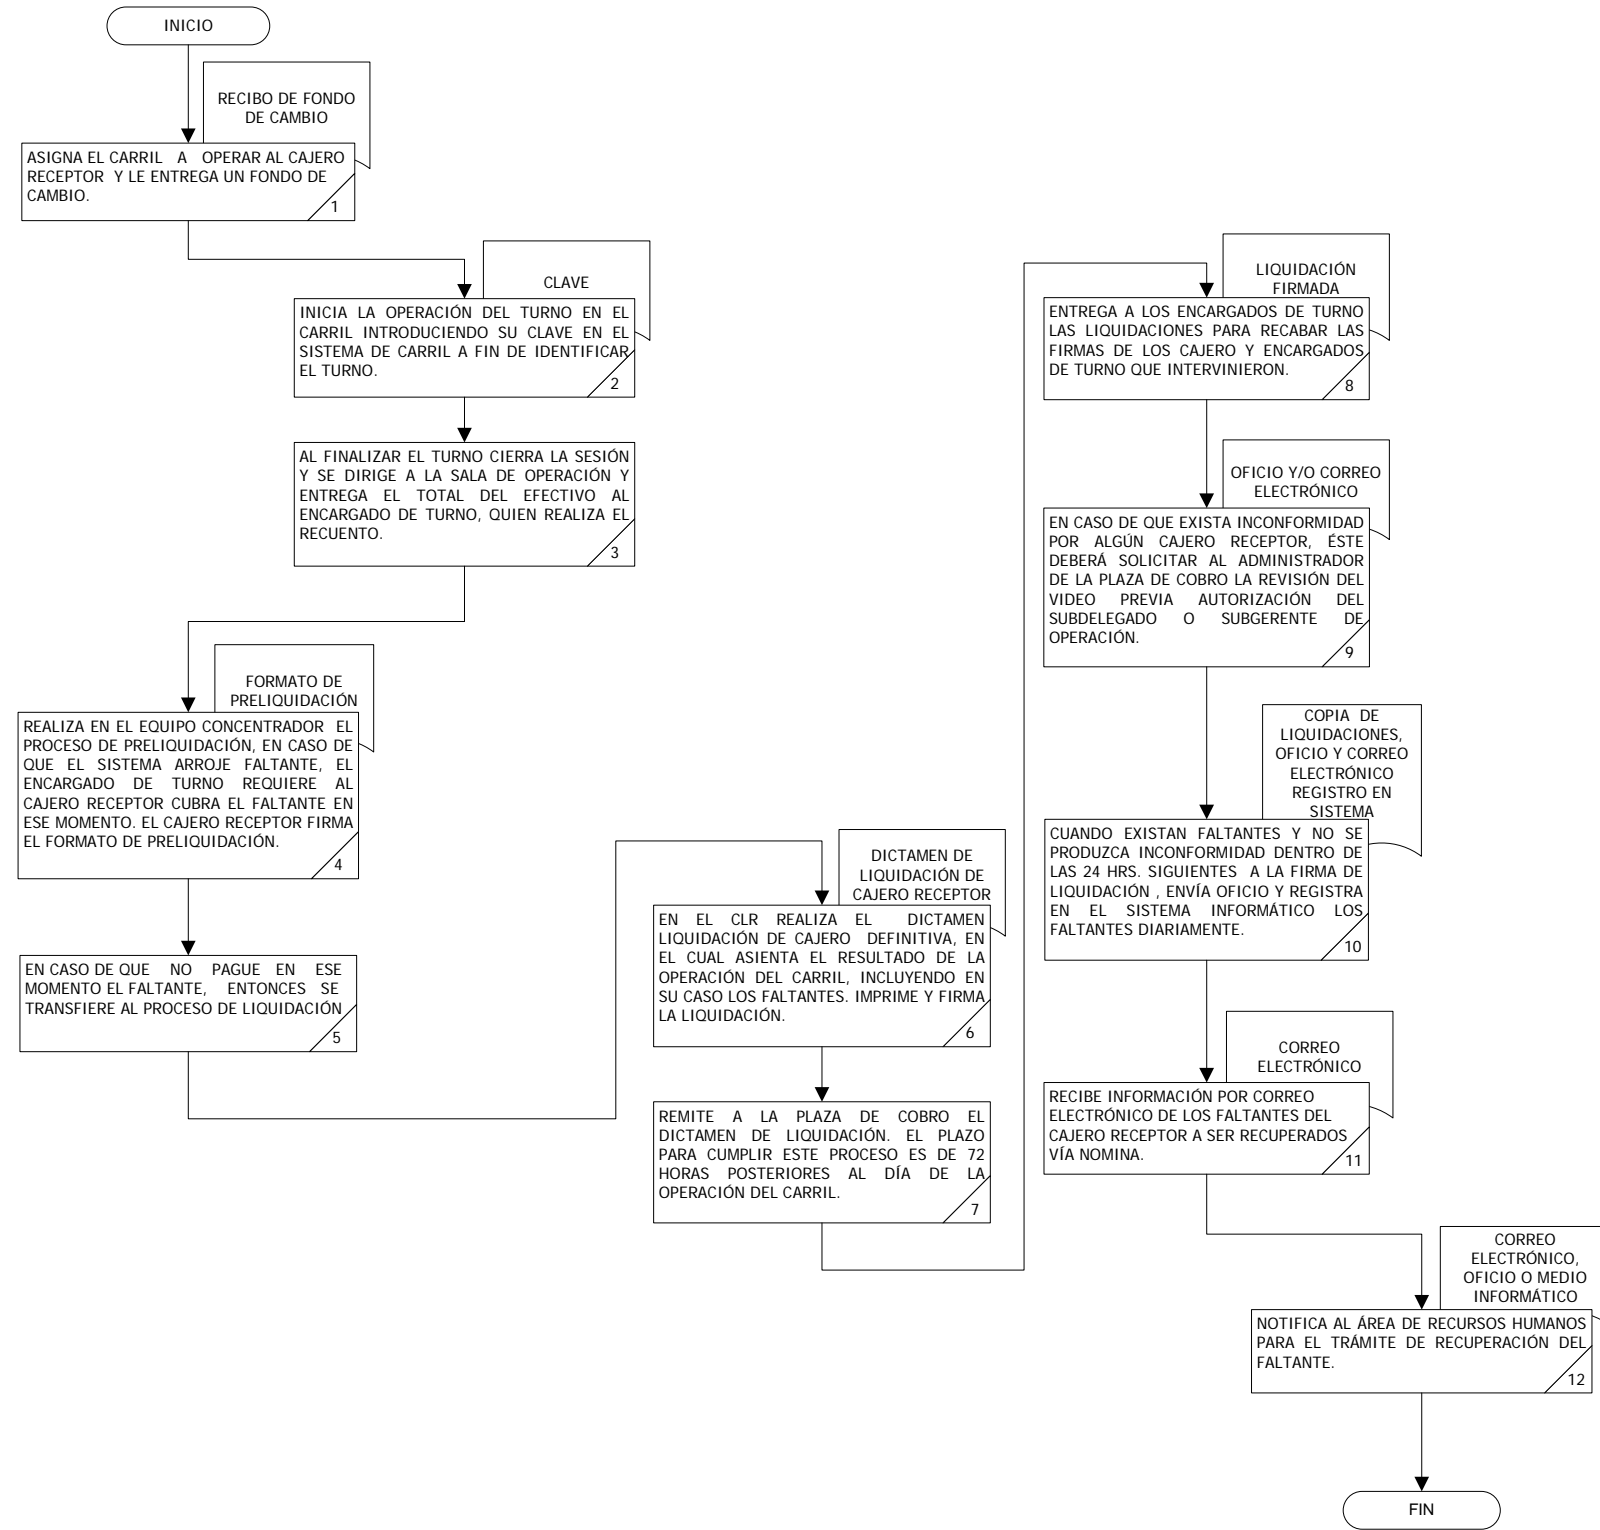 INICIO
RECIBO DE FONDO
DE CAMBIO
ASIGNA EL CARRIL A OPERAR AL CAJERO
RECEPTOR Y LE ENTREGA UN FONDO DE
CAMBIO.
1
CLAVE
INICIA LA OPERACIÓN DEL TURNO EN EL
CARRIL INTRODUCIENDO SU CLAVE EN EL
SISTEMA DE CARRIL A FIN DE IDENTIFICAR
EL TURNO.
2
AL FINALIZAR EL TURNO CIERRA LA SESIÓN
Y SE DIRIGE A LA SALA DE OPERACIÓN Y
ENTREGA EL TOTAL DEL EFECTIVO AL
ENCARGADO DE TURNO, QUIEN REALIZA EL
RECUENTO.
3
FORMATO DE
PRELIQUIDACIÓN
REALIZA EN EL EQUIPO CONCENTRADOR EL
PROCESO DE PRELIQUIDACIÓN, EN CASO DE
QUE EL SISTEMA ARROJE FALTANTE, EL
ENCARGADO DE TURNO REQUIERE AL
CAJERO RECEPTOR CUBRA EL FALTANTE EN
ESE MOMENTO. EL CAJERO RECEPTOR FIRMA
EL FORMATO DE PRELIQUIDACIÓN.
4
EN CASO DE QUE NO PAGUE EN ESE
MOMENTO EL FALTANTE, ENTONCES SE
TRANSFIERE AL PROCESO DE LIQUIDACIÓN
5
DICTAMEN DE
LIQUIDACIÓN DE
CAJERO RECEPTOR
EN EL CLR REALIZA EL DICTAMEN
LIQUIDACIÓN DE CAJERO DEFINITIVA, EN
EL CUAL ASIENTA EL RESULTADO DE LA
OPERACIÓN DEL CARRIL, INCLUYENDO EN
SU CASO LOS FALTANTES. IMPRIME Y FIRMA
LA LIQUIDACIÓN.
6
REMITE A LA PLAZA DE COBRO EL
DICTAMEN DE LIQUIDACIÓN. EL PLAZO
PARA CUMPLIR ESTE PROCESO ES DE 72
HORAS POSTERIORES AL DÍA DE LA
OPERACIÓN DEL CARRIL.
7
LIQUIDACIÓN
FIRMADA
ENTREGA A LOS ENCARGADOS DE TURNO
LAS LIQUIDACIONES PARA RECABAR LAS
FIRMAS DE LOS CAJERO Y ENCARGADOS
DE TURNO QUE INTERVINIERON.
8
OFICIO Y/O CORREO
ELECTRÓNICO
EN CASO DE QUE EXISTA INCONFORMIDAD
POR ALGÚN CAJERO RECEPTOR, ÉSTE
DEBERÁ SOLICITAR AL ADMINISTRADOR
DE LA PLAZA DE COBRO LA REVISIÓN DEL
VIDEO PREVIA AUTORIZACIÓN DEL
SUBDELEGADO O SUBGERENTE DE
OPERACIÓN.
9
COPIA DE
LIQUIDACIONES,
OFICIO Y CORREO
ELECTRÓNICO
REGISTRO EN
SISTEMA
CUANDO EXISTAN FALTANTES Y NO SE
PRODUZCA INCONFORMIDAD DENTRO DE
LAS 24 HRS. SIGUIENTES A LA FIRMA DE
LIQUIDACIÓN , ENVÍA OFICIO Y REGISTRA
EN EL SISTEMA INFORMÁTICO LOS
FALTANTES DIARIAMENTE.
10
CORREO
ELECTRÓNICO
RECIBE INFORMACIÓN POR CORREO
ELECTRÓNICO DE LOS FALTANTES DEL
CAJERO RECEPTOR A SER RECUPERADOS
VÍA NOMINA.
11
CORREO
ELECTRÓNICO,
OFICIO O MEDIO
INFORMÁTICO
NOTIFICA AL ÁREA DE RECURSOS HUMANOS
PARA EL TRÁMITE DE RECUPERACIÓN DEL
FALTANTE.
12
FIN